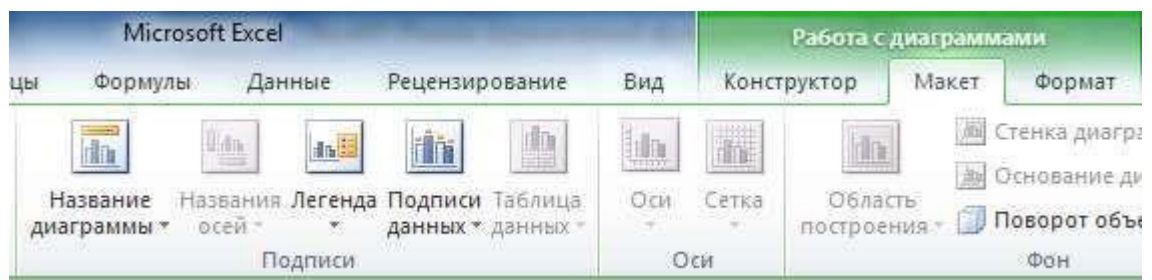 Microsoft Excel
Работа с диаграммами
цы Формулы Данные Рецензирование Вид Конструктор Макет Формат
Название диаграммы
Названия осей
Легенда
Подписи данных
Таблица данных
Подписи
Оси
Сетка
Оси
Область построения
Стенка диагра
Основание ди
Поворот объе
Фон